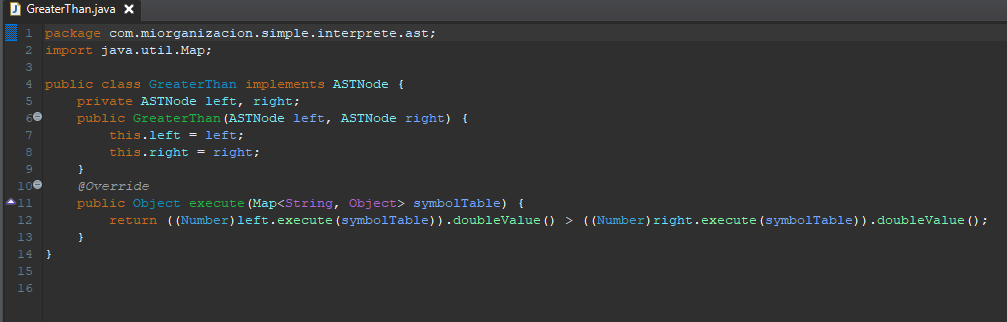 GreaterThan.java
1 package com.miorganizacion.simple.interprete.ast;
2 import java.util.Map;
3
4 public class GreaterThan implements ASTNode {
5     private ASTNode left, right;
6     public GreaterThan(ASTNode left, ASTNode right) {
7         this.left = left;
8         this.right = right;
9     }
10     @Override
11     public Object execute(Map<String, Object> symbolTable) {
12         return ((Number)left.execute(symbolTable)).doubleValue() > ((Number)right.execute(symbolTable)).doubleValue();
13     }
14 }
15
16